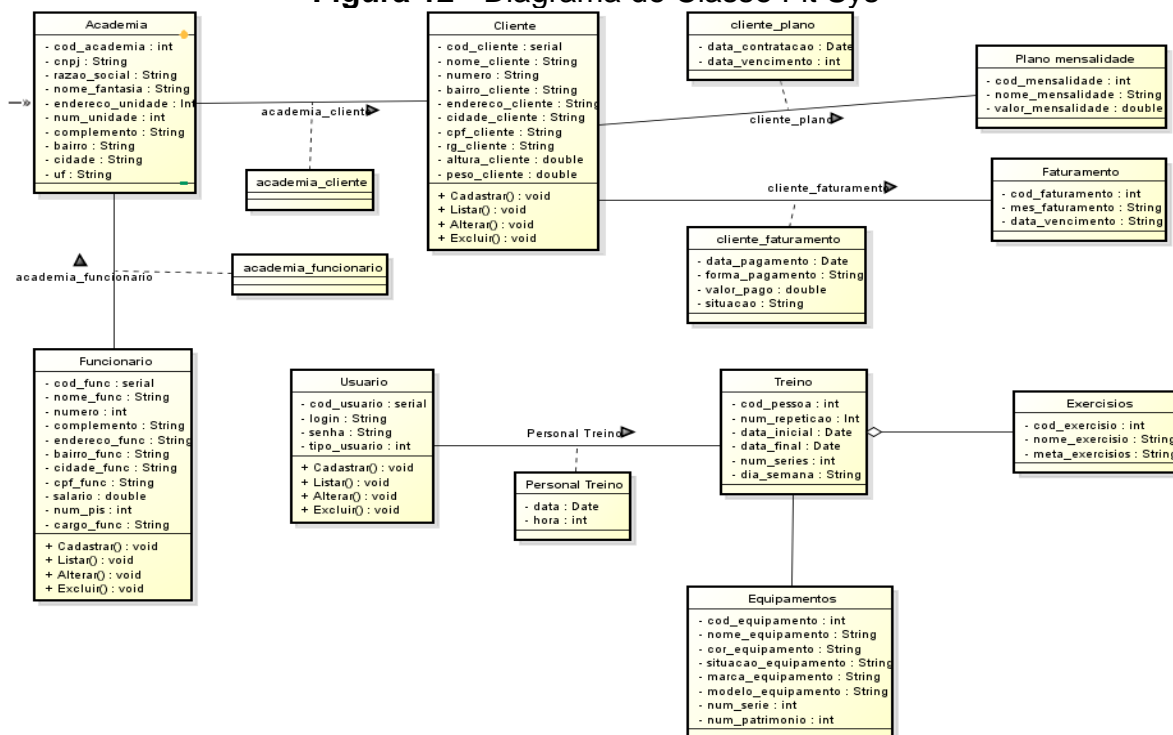 Figura 12 - Diagrama de Classe Fit Sys
Academia
- cod_academia : int
- cnpj : String
- razao_social : String
- nome_fantasia : String
- endereco_unidade : Int
- num_unidade : int
- complemento : String
- bairro : String
- cidade : String
- uf : String
academia_cliente
academia_cliente
Cliente
- cod_cliente : serial
- nome_cliente : String
- numero : String
- bairro_cliente : String
- endereco_cliente : String
- cidade_cliente : String
- cpf_cliente : String
- rg_cliente : String
- altura_cliente : double
- peso_cliente : double
+ Cadastrar() : void
+ Listar() : void
+ Alterar() : void
+ Excluir() : void
cliente_plano
- data_contratacao : Date
- data_vencimento : int
cliente_plano
Plano mensalidade
- cod_mensalidade : int
- nome_mensalidade : String
- valor_mensalidade : double
cliente_faturamento
Faturamento
- cod_faturamento : int
- mes_faturamento : String
- data_vencimento : String
cliente_faturamento
- data_pagamento : Date
- forma_pagamento : String
- valor_pago : double
- situacao : String
academia_funcionario
academia_funcionario
Funcionario
- cod_func : serial
- nome_func : String
- numero : int
- complemento : String
- endereco_func : String
- bairro_func : String
- cidade_func : String
- cpf_func : String
- salario : double
- num_pis : int
- cargo_func : String
+ Cadastrar() : void
+ Listar() : void
+ Alterar() : void
+ Excluir() : void
Usuario
- cod_usuario : serial
- login : String
- senha : String
- tipo_usuario : int
+ Cadastrar() : void
+ Listar() : void
+ Alterar() : void
+ Excluir() : void
Personal Treino
Personal Treino
- data : Date
- hora : int
Treino
- cod_pessoa : int
- num_repeticao : Int
- data_inicial : Date
- data_final : Date
- num_series : int
- dia_semana : String
Exercisios
- cod_exercisio : int
- nome_exercisio : String
- meta_exercisios : String
Equipamentos
- cod_equipamento : int
- nome_equipamento : String
- cor_equipamento : String
- situacao_equipamento : String
- marca_equipamento : String
- modelo_equipamento : String
- num_serie : int
- num_patrimonio : int